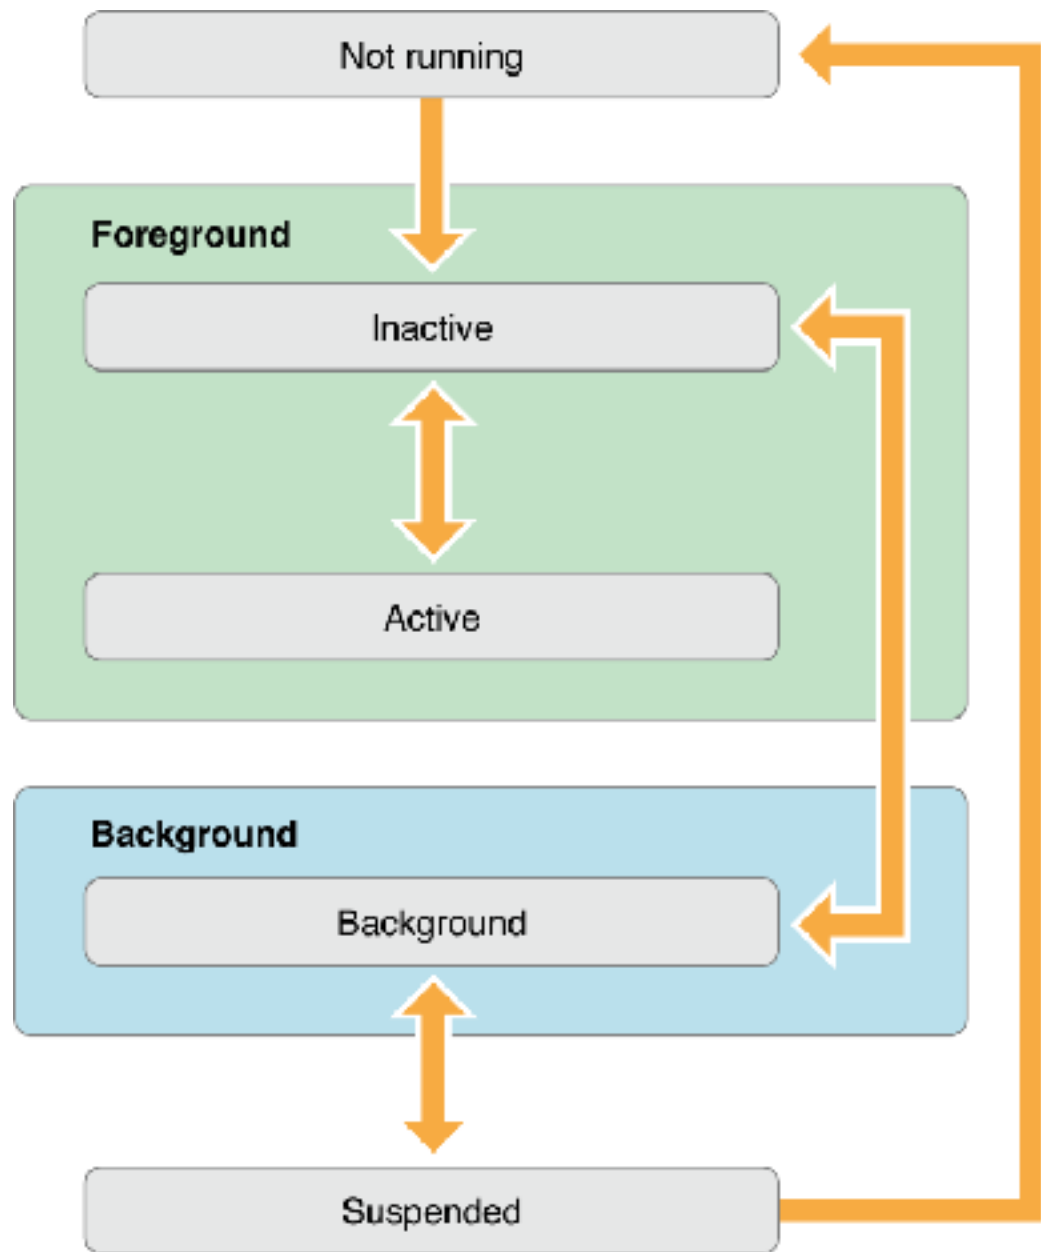 Not running
Foreground
Inactive
Active
Background
Background
Suspended